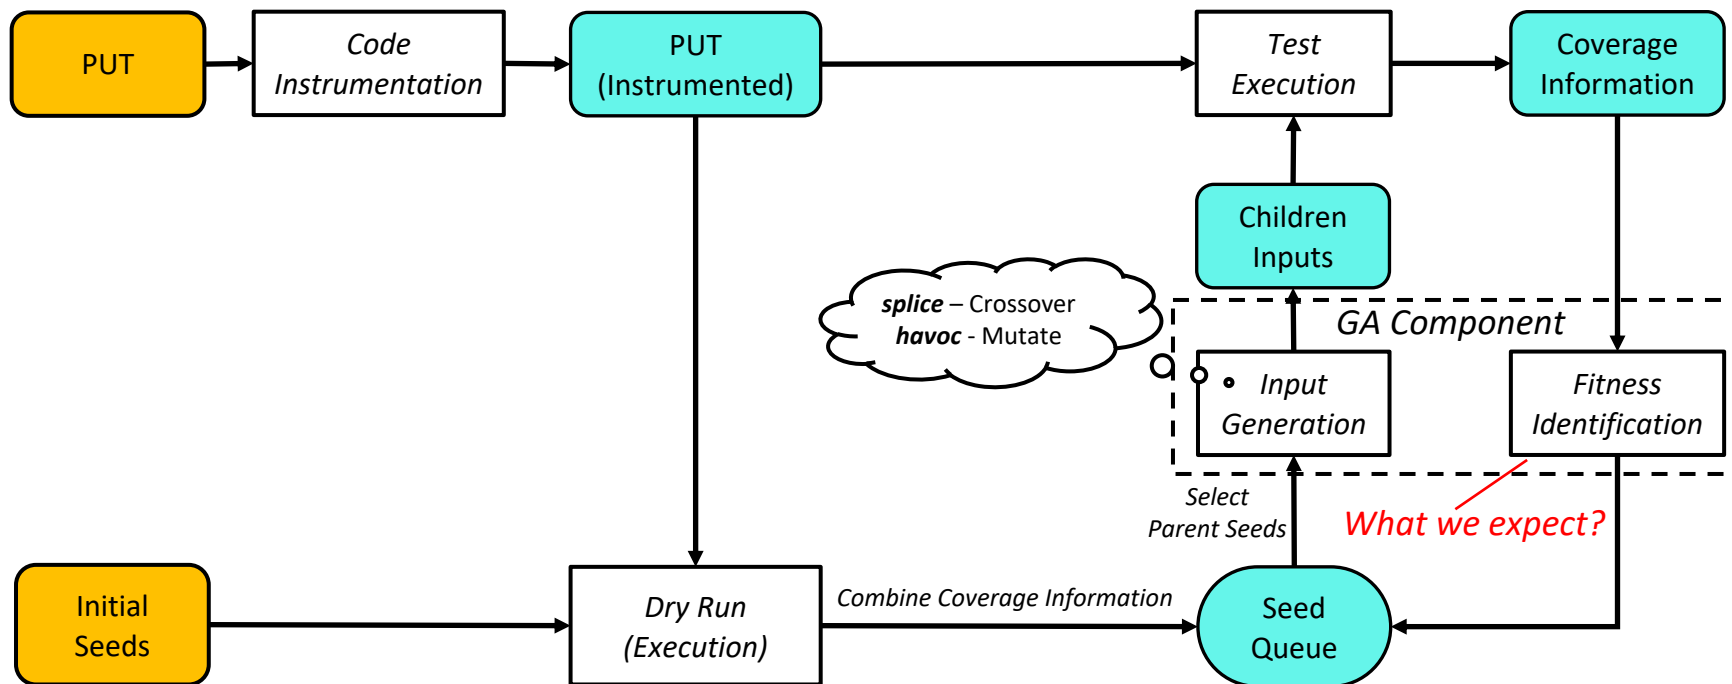 PUT
Code
Instrumentation
PUT
(Instrumented)
Test
Execution
Coverage
Information
Children
Inputs
splice – Crossover
havoc - Mutate
GA Component
Input
Generation
Fitness
Identification
Select
Parent Seeds
What we expect?
Initial
Seeds
Dry Run
(Execution)
Combine Coverage Information
Seed
Queue